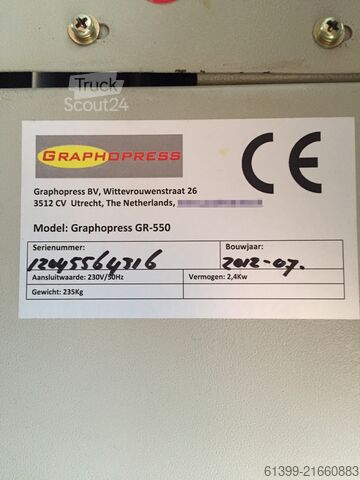 Truck
Scout24
GRAPHOPRESS
CE
Graphopress BV, Wittevrouwenstraat 26
3512 CV Utrecht, The Netherlands,
Model: Graphopress GR-550
Serienummer: Bouwjaar:
12045564316 2012-07.
Aansluitwaarde: 230V/50Hz Vermogen: 2,4Kw
Gewicht: 235Kg
61399-21660883